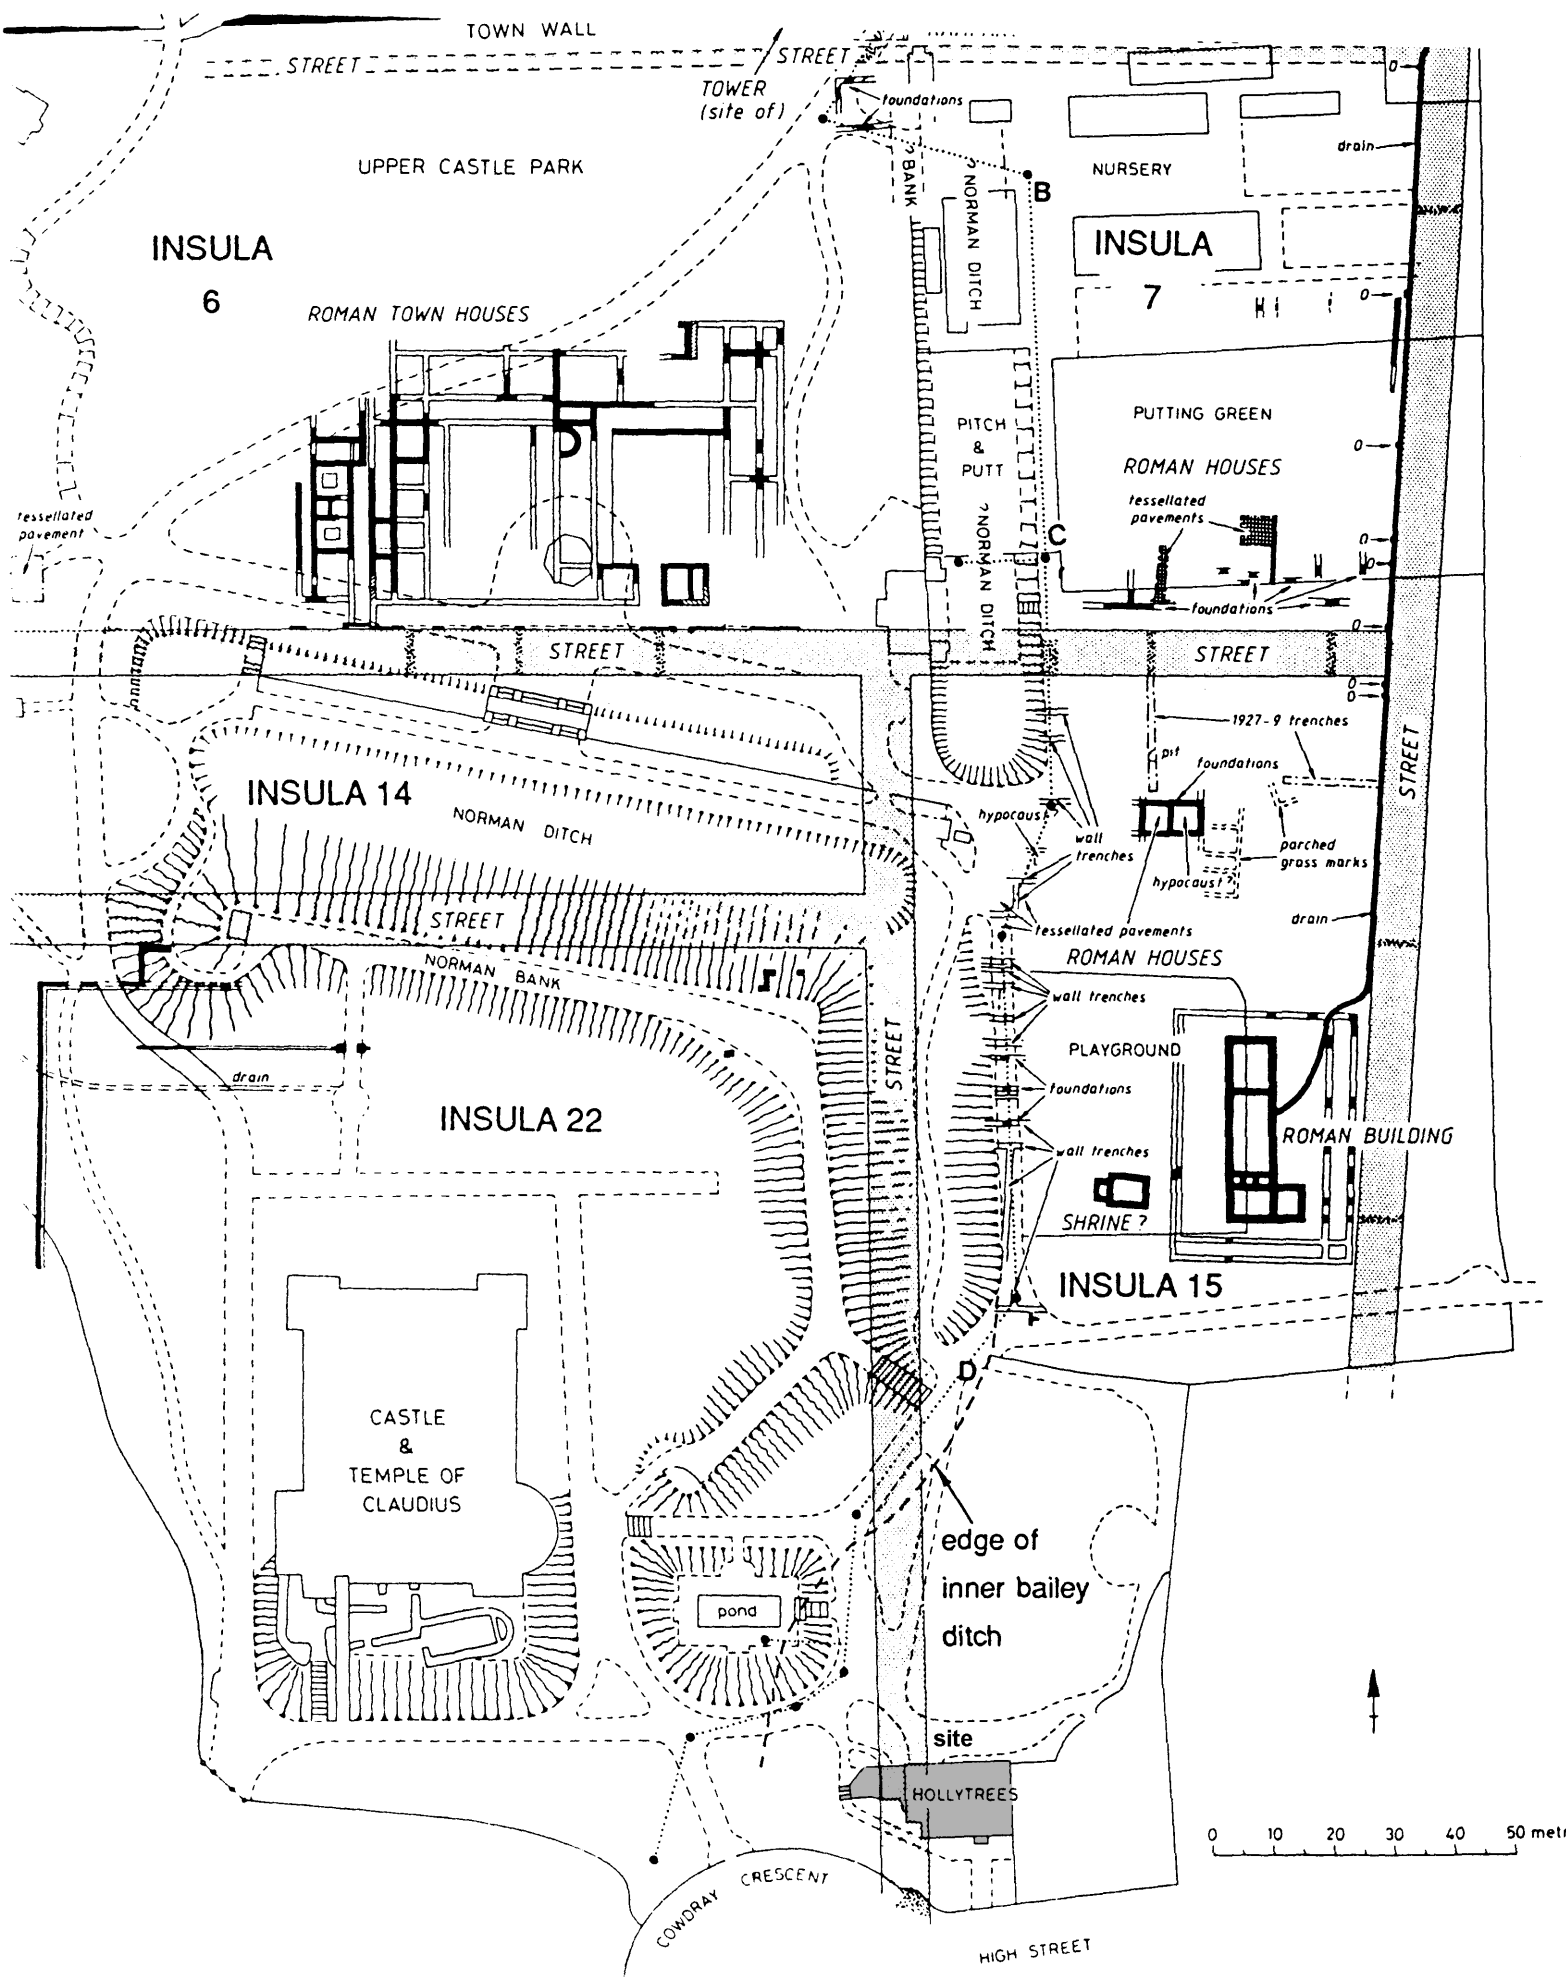 TOWN WALL
STREET
STREET
TOWER
(site of)
foundations
UPPER CASTLE PARK
? BANK
? NORMAN DITCH
B
NURSERY
drain
INSULA
6
INSULA
7
ROMAN TOWN HOUSES
PUTTING GREEN
PITCH
&
PUTT
ROMAN HOUSES
tessellated
pavements
tessellated
pavement
?NORMAN DITCH
C
foundations
STREET
STREET
1927-9 trenches
pit
foundations
STREET
INSULA 14
NORMAN DITCH
hypocaust
wall
trenches
parched
grass marks
hypocaust?
STREET
drain
tessellated pavements
NORMAN BANK
ROMAN HOUSES
wall trenches
STREET
PLAYGROUND
drain
foundations
INSULA 22
ROMAN BUILDING
wall trenches
SHRINE ?
INSULA 15
D
CASTLE
&
TEMPLE OF
CLAUDIUS
edge of
inner bailey
ditch
pond
site
HOLLYTREES
0 10 20 30 40 50 metr
COWDRAY CRESCENT
HIGH STREET